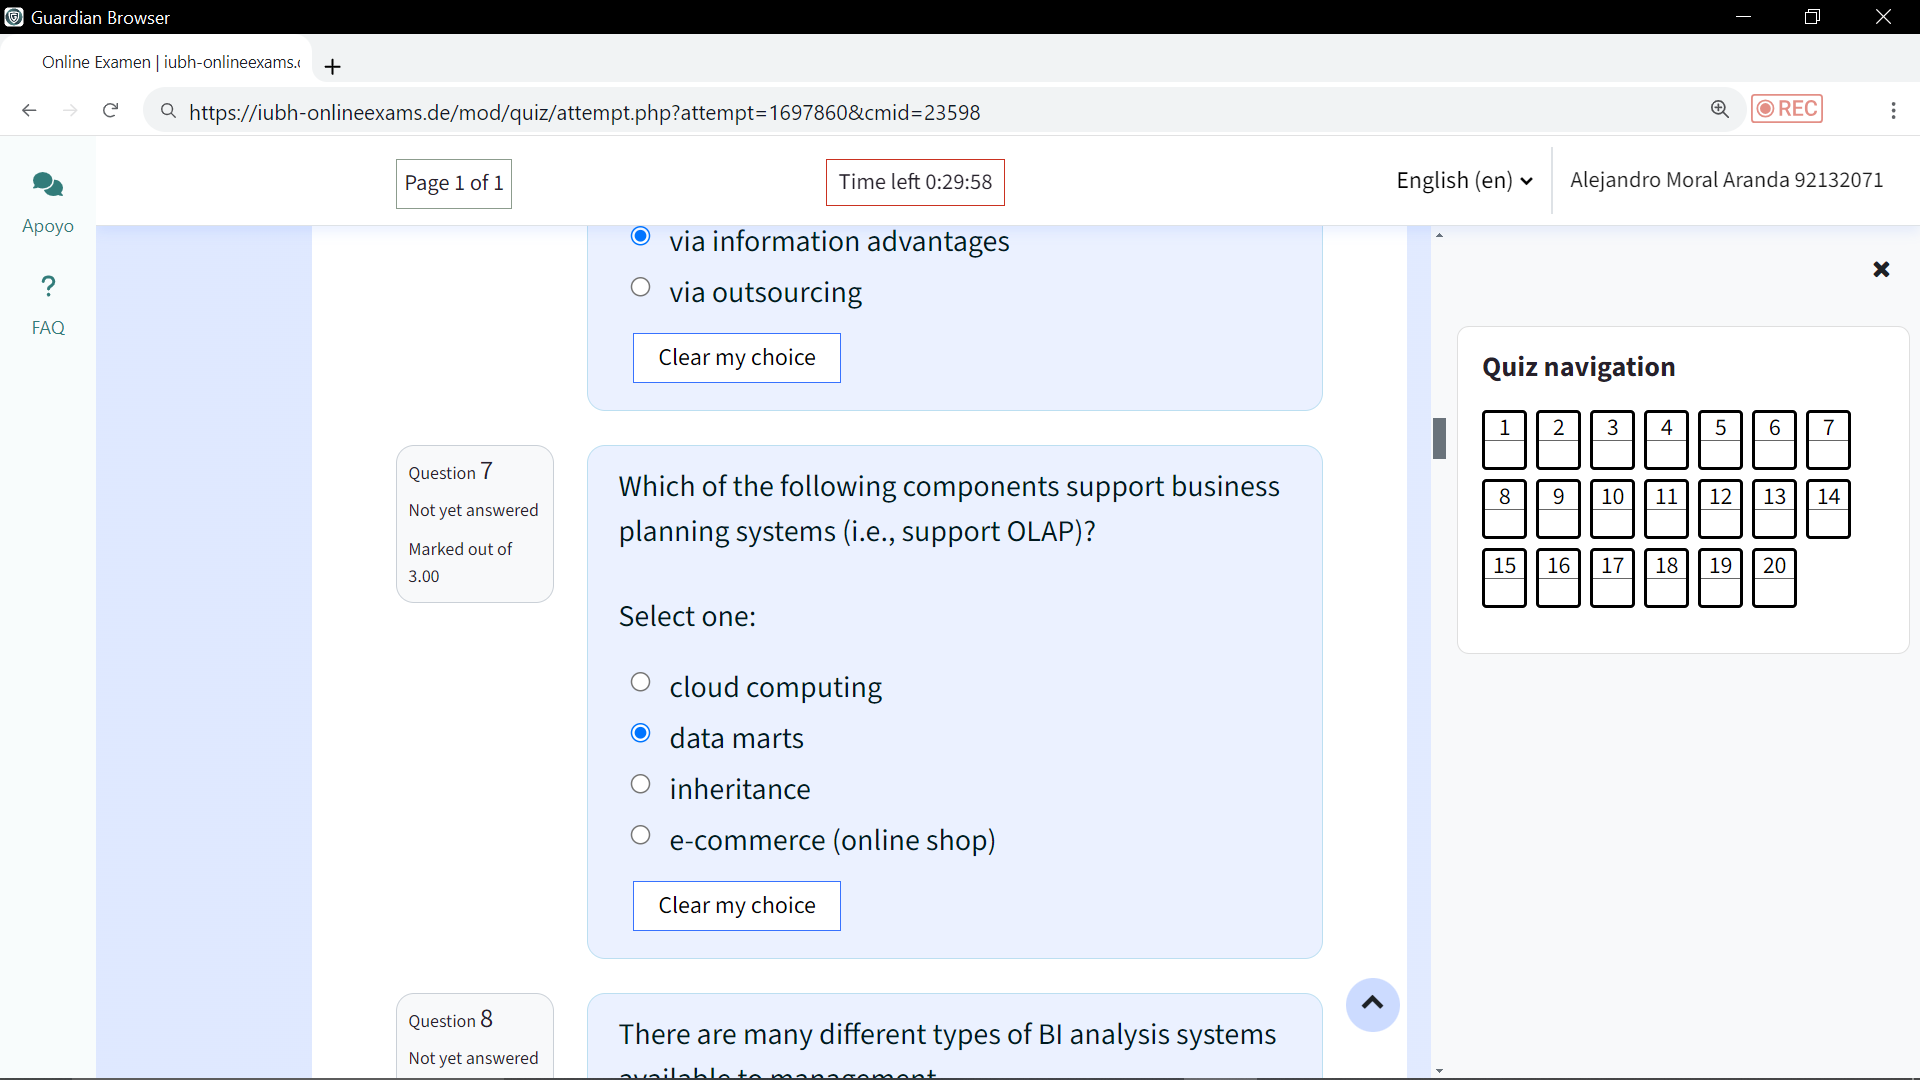 Guardian Browser
Online Examen | iubh-onlineexams.
https://iubh-onlineexams.de/mod/quiz/attempt.php?attempt=1697860&cmid=23598
REC
Apoyo
FAQ
Page 1 of 1
Time left 0:29:58
English (en)
Alejandro Moral Aranda 92132071
via information advantages
via outsourcing
Clear my choice
Question 7
Not yet answered
Marked out of
3.00
Which of the following components support business
planning systems (i.e., support OLAP)?
Select one:
cloud computing
data marts
inheritance
e-commerce (online shop)
Clear my choice
Question 8
Not yet answered
There are many different types of BI analysis systems
available to management
Quiz navigation
1 2 3 4 5 6 7
8 9 10 11 12 13 14
15 16 17 18 19 20